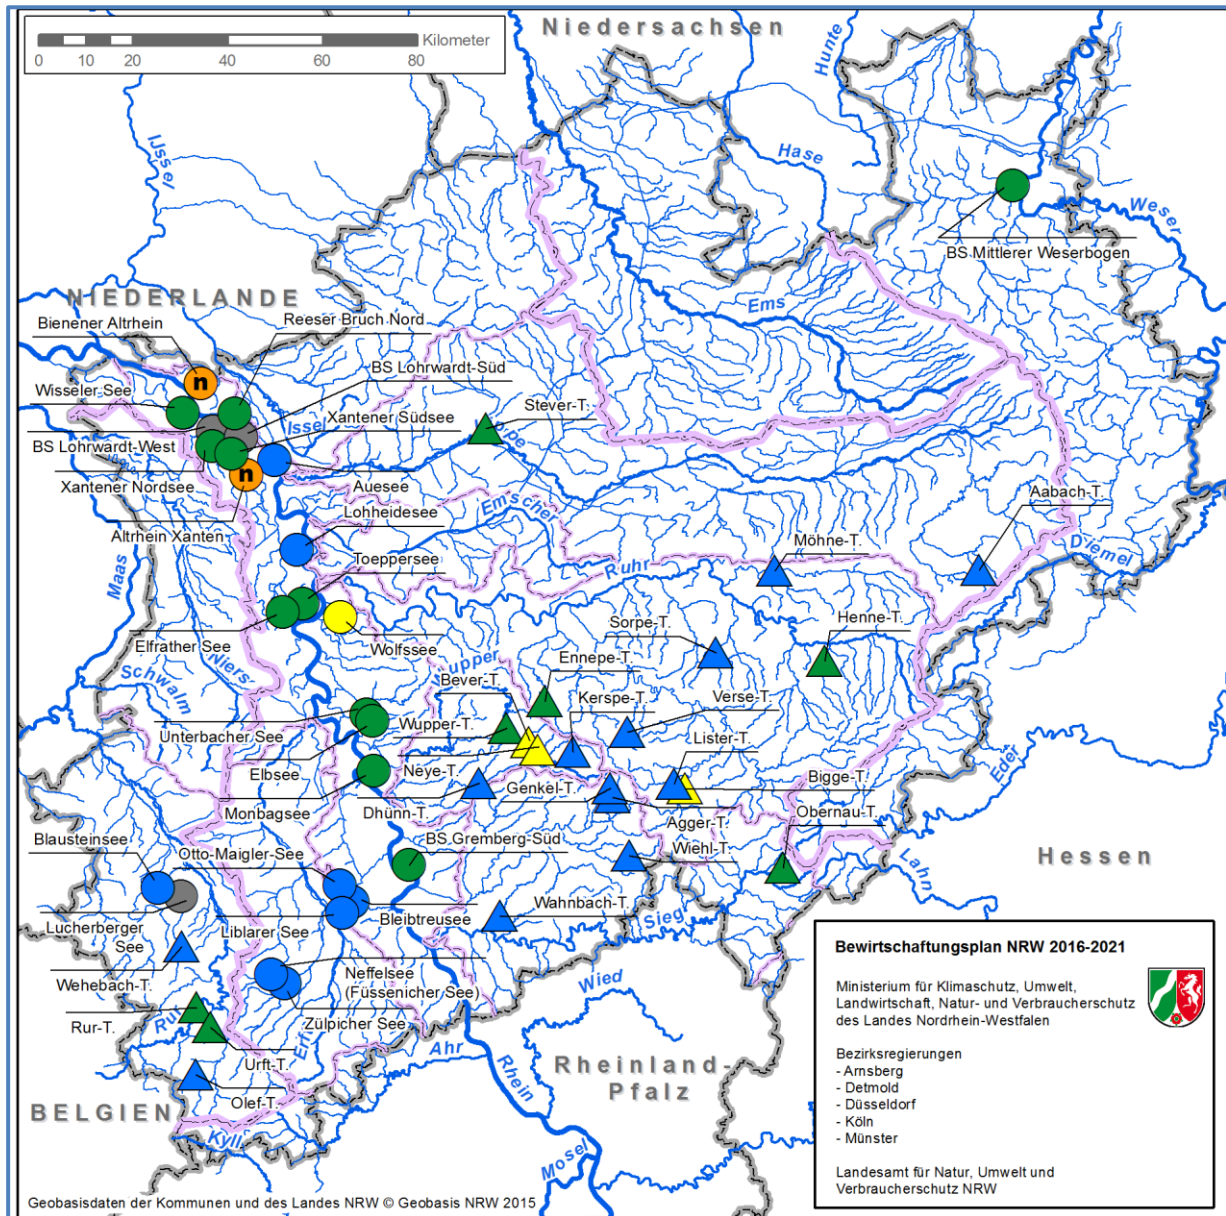 Niedersachsen
Kilometer
0 10 20 40 60 80
Hunte
IJssel
Hase
Weser
BS Mittlerer Weserbogen
NIEDERLANDE
Ems
Bienener Altrhein
Reeser Bruch Nord
BS Lohrwardt-Süd
Wisseler See
n
Xantener Südsee
Stever-T.
Issel
BS Lohrwardt-West
Xantener Nordsee
n
Auesee
Altrhein Xanten
Lohheidesee
Emscher
Aabach-T.
Maas
Toeppersee
Ruhr
Möhne-T.
Diemel
Elfrather See
Wolfssee
Sorpe-T.
Henne-T.
Niers
Schwalm
Wupper
Ennepe-T.
Bever-T.
Kerspe-T.
Verse-T.
Unterbacher See
Wupper-T.
Lister-T.
Elbsee
Neye-T.
Genkel-T.
Bigge-T.
Eder
Monbagsee
Dhünn-T.
Agger-T.
Obernau-T.
Blausteinsee
Otto-Maigler-See
BS Gremberg-Süd
Wiehl-T.
Lahn
Hessen
Lucherberger
See
Liblarer See
Bleibtreusee
Wahnbach-T.
Sieg
Wehebach-T.
Neffelsee
(Füssenicher See)
Wied
Rur-T.
Rur
Zülpicher See
Erft
Urft-T.
Ahr
Rhein
Rheinland-
Pfalz
Olef-T.
BELGIEN
Kyll
Mosel
Bewirtschaftungsplan NRW 2016-2021
Ministerium für Klimaschutz, Umwelt,
Landwirtschaft, Natur- und Verbraucherschutz
des Landes Nordrhein-Westfalen
Bezirksregierungen
- Arnsberg
- Detmold
- Düsseldorf
- Köln
- Münster
Landesamt für Natur, Umwelt und
Verbraucherschutz NRW
Geobasisdaten der Kommunen und des Landes NRW © Geobasis NRW 2015